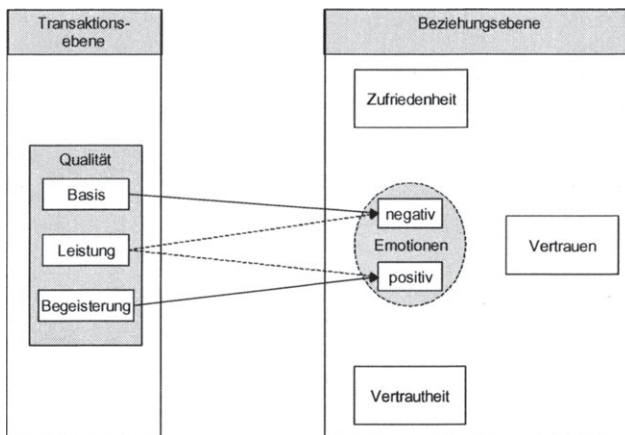 Transaktions-
ebene
Beziehungsebene
Zufriedenheit
Qualität
Basis
Leistung
Begeisterung
negativ
Emotionen
positiv
Vertrauen
Vertrautheit